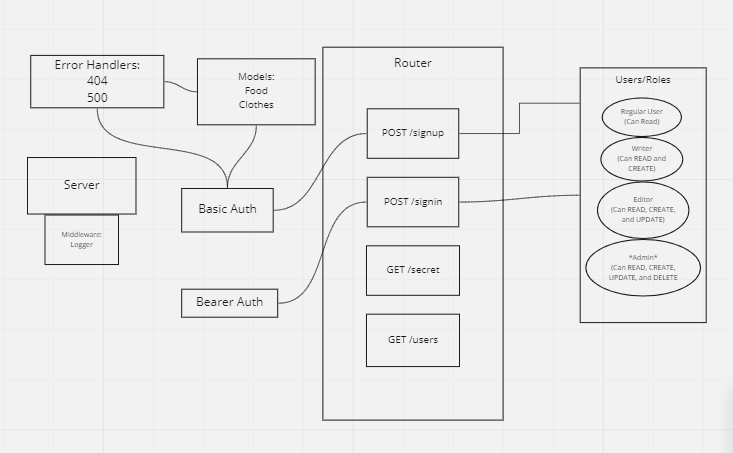 Error Handlers:
404
500
Models:
Food
Clothes
Server
Middleware:
Logger
Basic Auth
Bearer Auth
Router
POST /signup
POST /signin
GET /secret
GET /users
Users/Roles
Regular User
(Can Read)
Writer
(Can READ and
CREATE)
Editor
(Can READ, CREATE,
and UPDATE)
*Admin*
(Can READ, CREATE,
UPDATE, and DELETE